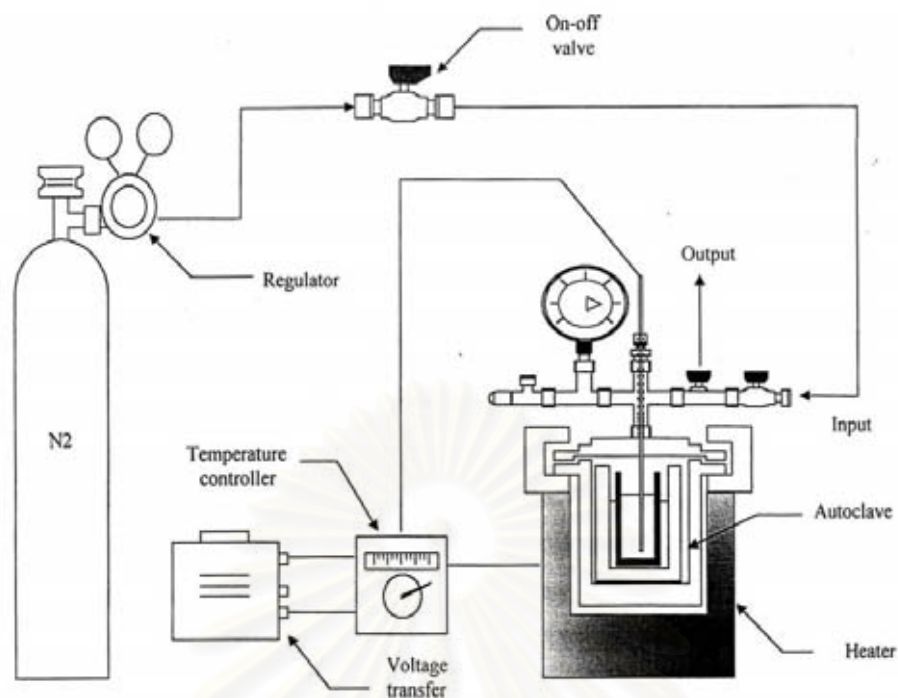 On-off
valve
Regulator
Output
N2
Input
Temperature
controller
Autoclave
Voltage
transfer
Heater